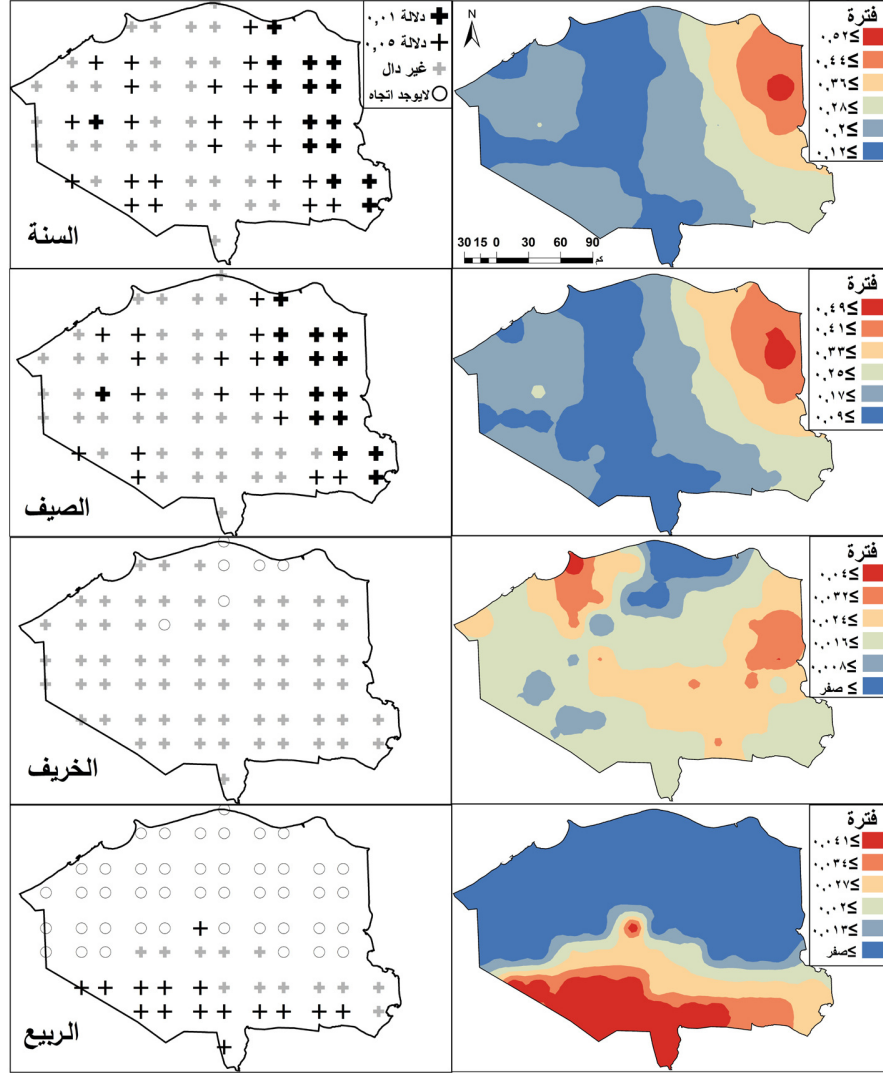 دلالة ٠,٠١
دلالة ٠,٠٥
غير دال
لايوجد اتجاه
السنة
N
فترة
≤٠,٥٢
≤٠,٤٤
≤٠,٣٦
≤٠,٢٨
≤٠,٢
≤٠,١٢
30 15 0 30 60 90
كم
الصيف
فترة
≤٠,٤٩
≤٠,٤١
≤٠,٣٣
≤٠,٢٥
≤٠,١٧
≤٠,٠٩
الخريف
فترة
≤٠,٠٤
≤٠,٠٣٢
≤٠,٠٢٤
≤٠,٠١٦
≤٠,٠٠٨
≤ صفر
الربيع
فترة
≤٠,٠٤١
≤٠,٠٣٤
≤٠,٠٢٧
≤٠,٠٢
≤٠,٠١٣
≤صفر